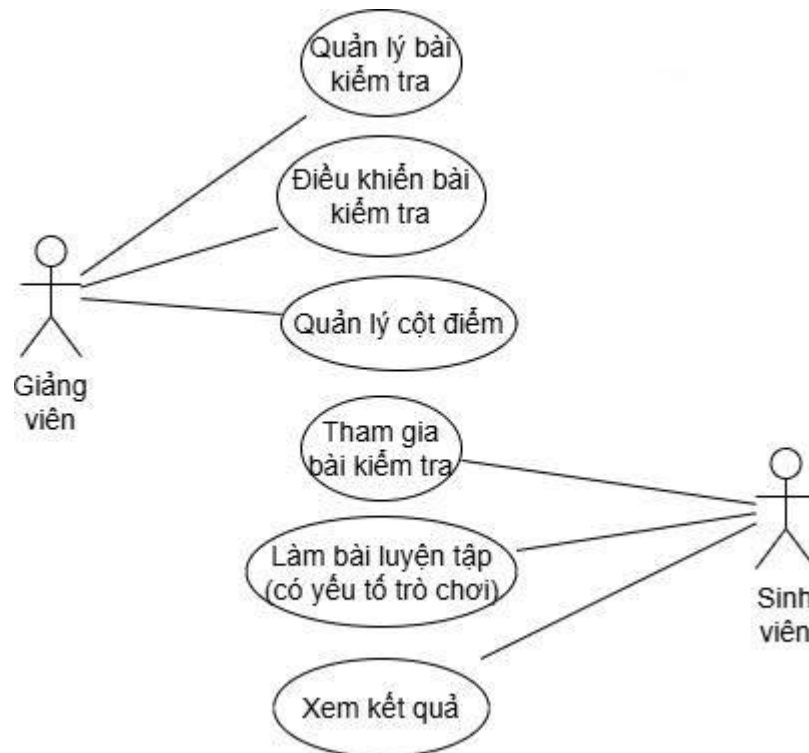 Quản lý bài
kiểm tra
Điều khiển bài
kiểm tra
Quản lý cột điểm
Giảng
viên
Tham gia
bài kiểm tra
Làm bài luyện tập
(có yếu tố trò chơi)
Sinh
viên
Xem kết quả